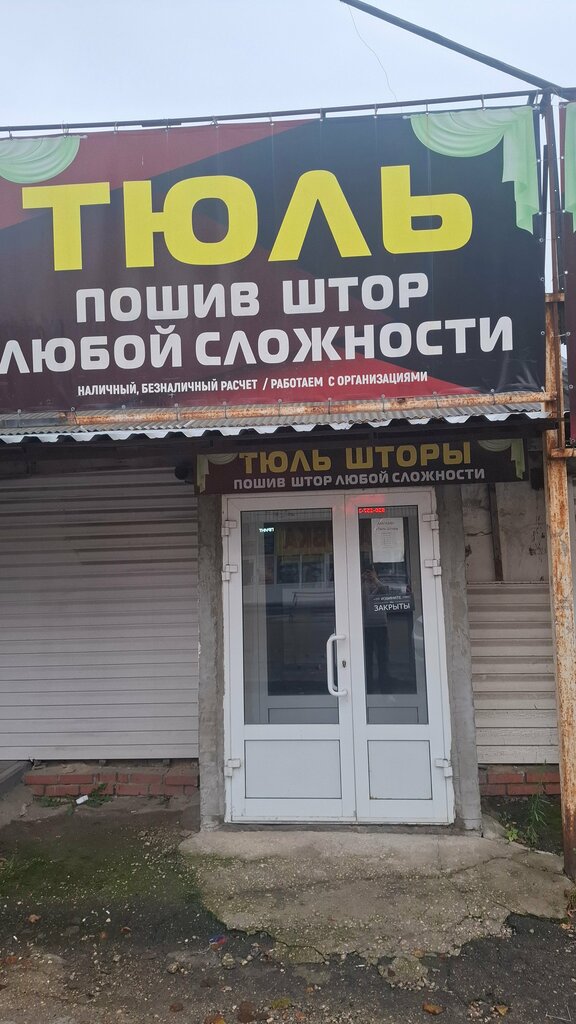 ТЮЛЬ
ПОШИВ ШТОР
ЛЮБОЙ СЛОЖНОСТИ
НАЛИЧНЫЙ, БЕЗНАЛИЧНЫЙ РАСЧЕТ / РАБОТАЕМ С ОРГАНИЗАЦИЯМИ
ТЮЛЬ ШТОРЫ
ПОШИВ ШТОР ЛЮБОЙ СЛОЖНОСТИ
ИЗВИНИТЕ
ЗАКРЫТЫ